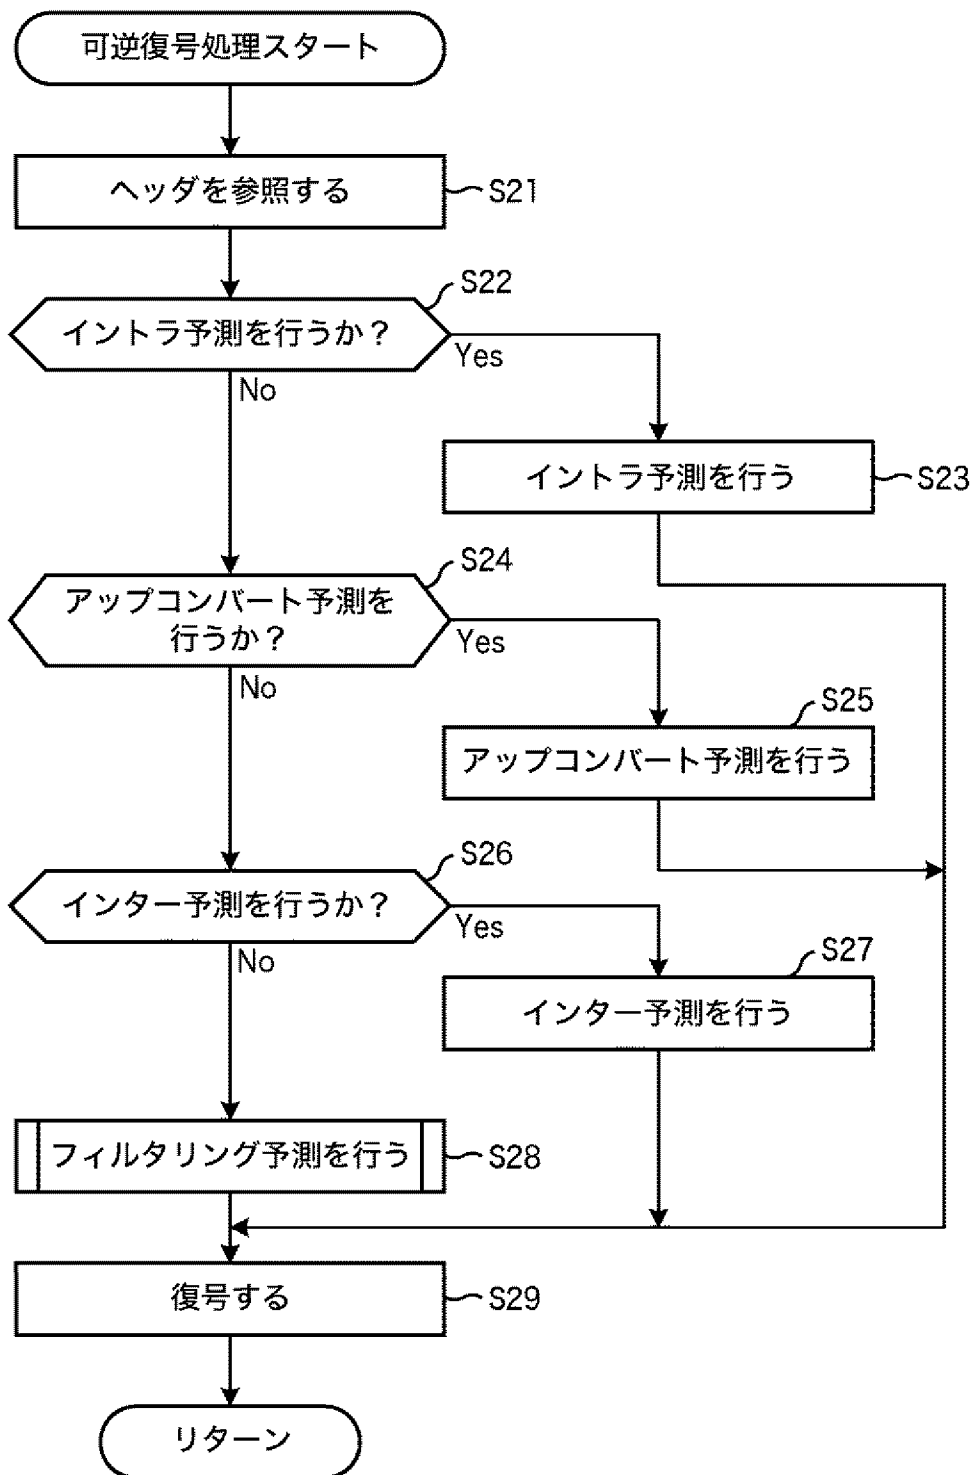 可逆復号処理スタート
ヘッダを参照する
S21
S22
イントラ予測を行うか？
Yes
No
イントラ予測を行う
S23
S24
アップコンバート予測を
行うか？
Yes
No
S25
アップコンバート予測を行う
S26
インター予測を行うか？
Yes
No
S27
インター予測を行う
フィルタリング予測を行う
S28
復号する
S29
リターン